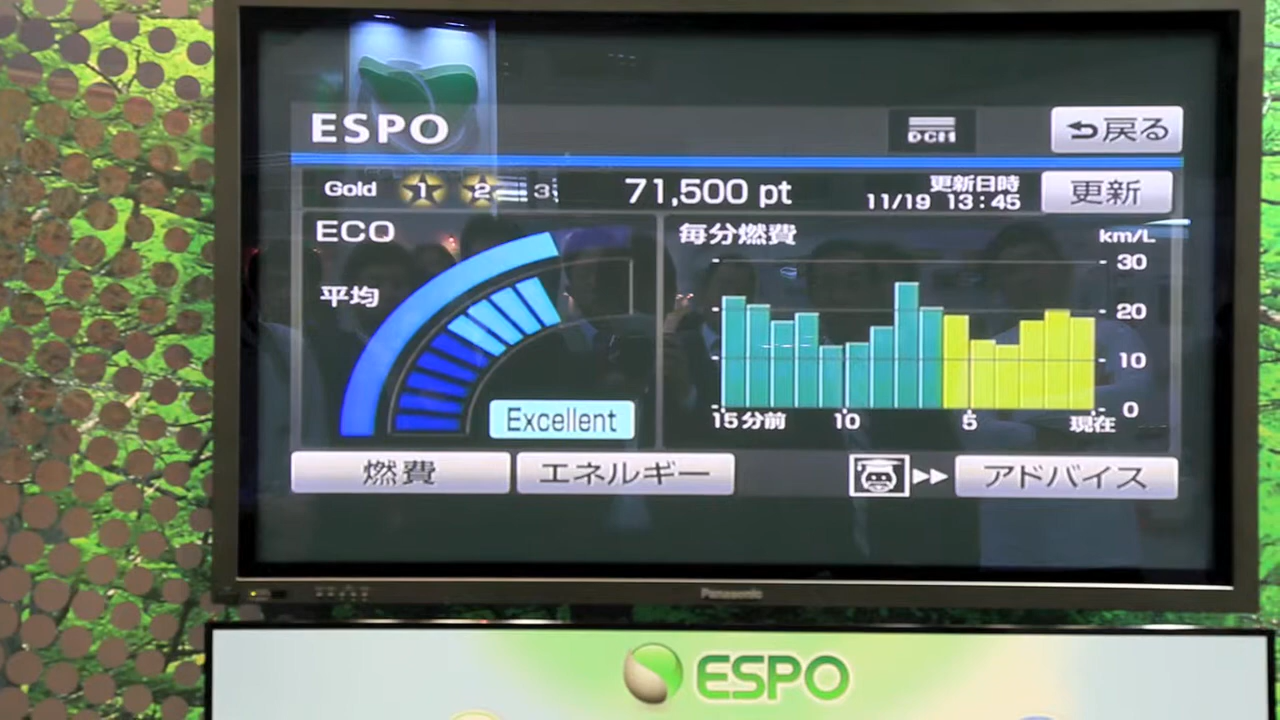 ESPO
DCM
戻る
Gold 1 2 3
71,500 pt
更新日時
11/19 13:45
更新
ECO
平均
Excellent
毎分燃費
km/L
30
20
10
0
15分前 10 5 現在
燃費
エネルギー
アドバイス
Panasonic
ESPO